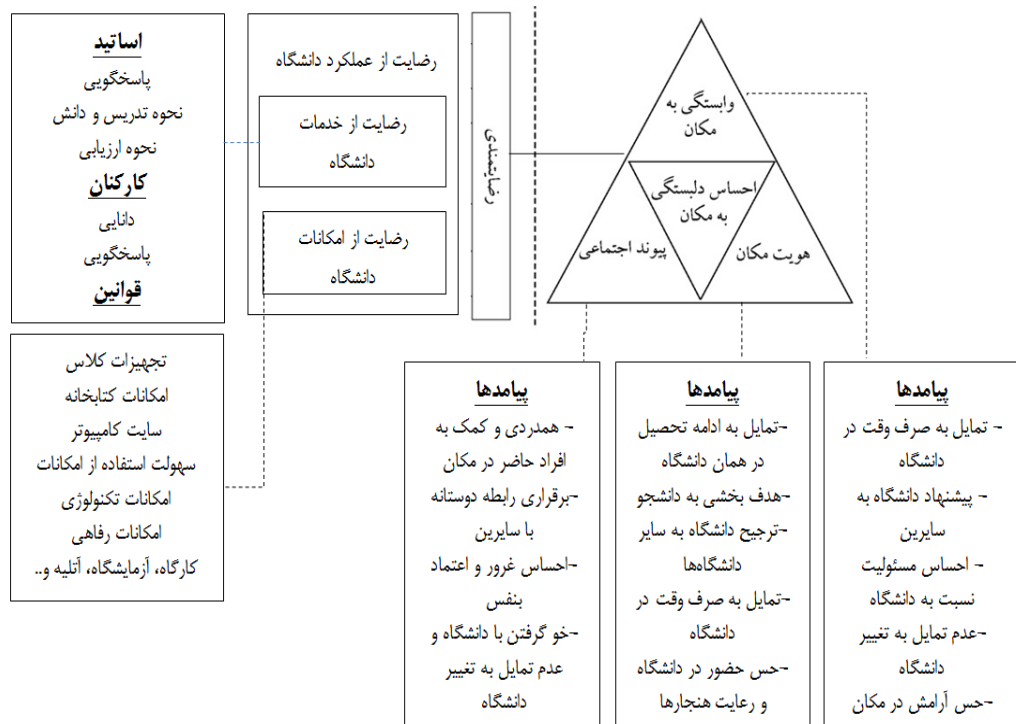 وابستگی به
مکان
احساس دلبستگی
به مکان
هویت مکان
پیوند اجتماعی
رضایتمندی
رضایت از عملکرد دانشگاه
رضایت از خدمات
دانشگاه
رضایت از امکانات
دانشگاه
اساتید
پاسخگویی
نحوه تدریس و دانش
نحوه ارزیابی
کارکنان
دانایی
پاسخگویی
قوانین
تجهیزات کلاس
امکانات کتابخانه
سایت کامپیوتر
سهولت استفاده از امکانات
امکانات تکنولوژی
امکانات رفاهی
کارگاه، آزمایشگاه، آتلیه و..
پیامدها
- تمایل به صرف وقت در
دانشگاه
- پیشنهاد دانشگاه به
سایرین
- احساس مسئولیت
نسبت به دانشگاه
-عدم تمایل به تغییر
دانشگاه
-حس آرامش در مکان
پیامدها
-تمایل به ادامه تحصیل
در همان دانشگاه
-هدف بخشی به دانشجو
-ترجیح دانشگاه به سایر
دانشگاه‌ها
-تمایل به صرف وقت در
دانشگاه
-حس حضور در دانشگاه
و رعایت هنجارها
پیامدها
- همدردی و کمک به
افراد حاضر در مکان
-برقراری رابطه دوستانه
با سایرین
-احساس غرور و اعتماد
بنفس
-خو گرفتن با دانشگاه و
عدم تمایل به تغییر
دانشگاه